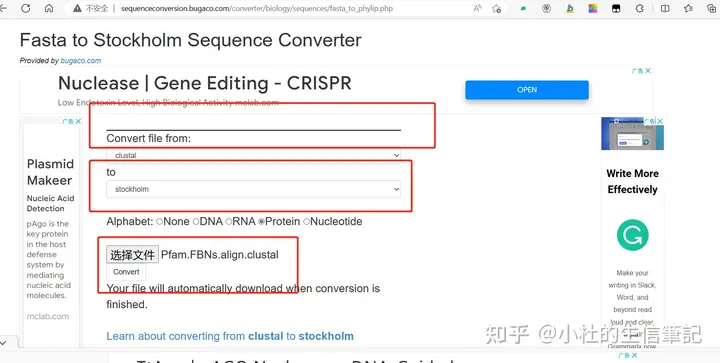 不安全 | sequenceconversion.bugaco.com/converter/biology/sequences/fasta_to_phylip.php
Fasta to Stockholm Sequence Converter
Provided by bugaco.com
广告
Nuclease | Gene Editing - CRISPR
Low Endotoxin Level, High Biological Activity mclab.com
OPEN
广告
Plasmid
Makeer
Nucleic Acid
Detection
pAgo is the
key protein
in the host
defense
system by
mediating
nucleic acid
molecules.
mclab.com
Convert file from:
clustal
to
stockholm
Alphabet: None DNA RNA Protein Nucleotide
选择文件 Pfam.FBNs.align.clustal
Convert
Your file will automatically download when conversion is
finished.
Learn about converting from clustal to stockholm
广告
Write More
Effectively
Make your
writing in Slack,
Word, and
beyond read
loud and clear.
知乎 @小杜的生信筆記
广告